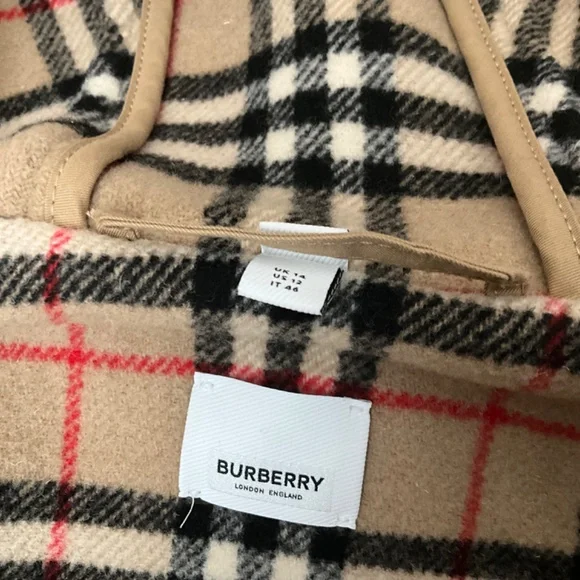 UK 14
US 12
IT 46
BURBERRY
LONDON ENGLAND